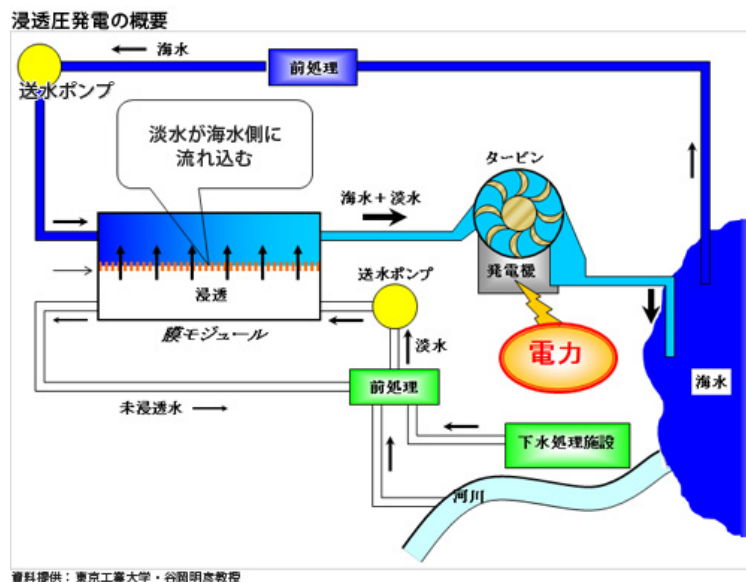 浸透圧発電の概要
海水
前処理
送水ポンプ
淡水が海水側に
流れ込む
タービン
海水+淡水
発電機
送水ポンプ
浸透
膜モジュール
淡水
電力
海水
前処理
未浸透水
下水処理施設
河川
資料提供:東京工業大学・谷岡明彦教授